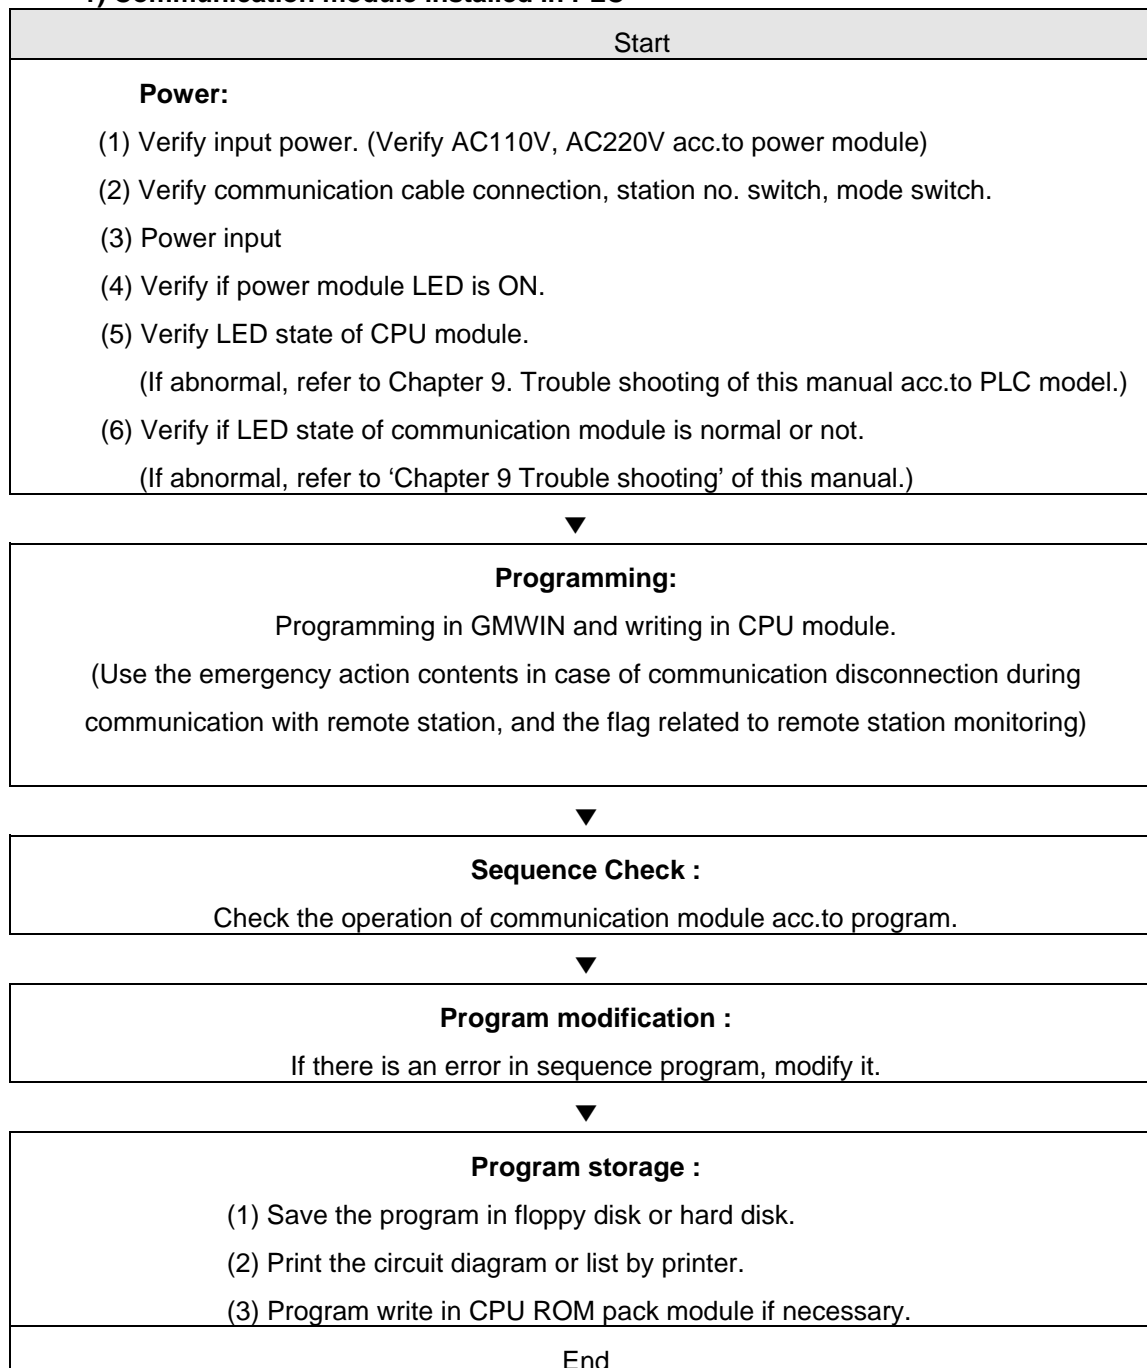 1) Communication module installed in PLC
Start
Power:
(1) Verify input power. (Verify AC110V, AC220V acc.to power module)
(2) Verify communication cable connection, station no. switch, mode switch.
(3) Power input
(4) Verify if power module LED is ON.
(5) Verify LED state of CPU module.
(If abnormal, refer to Chapter 9. Trouble shooting of this manual acc.to PLC model.)
(6) Verify if LED state of communication module is normal or not.
(If abnormal, refer to ‘Chapter 9 Trouble shooting’ of this manual.)
Programming:
Programming in GMWIN and writing in CPU module.
(Use the emergency action contents in case of communication disconnection during
communication with remote station, and the flag related to remote station monitoring)
Sequence Check :
Check the operation of communication module acc.to program.
Program modification :
If there is an error in sequence program, modify it.
Program storage :
(1) Save the program in floppy disk or hard disk.
(2) Print the circuit diagram or list by printer.
(3) Program write in CPU ROM pack module if necessary.
End